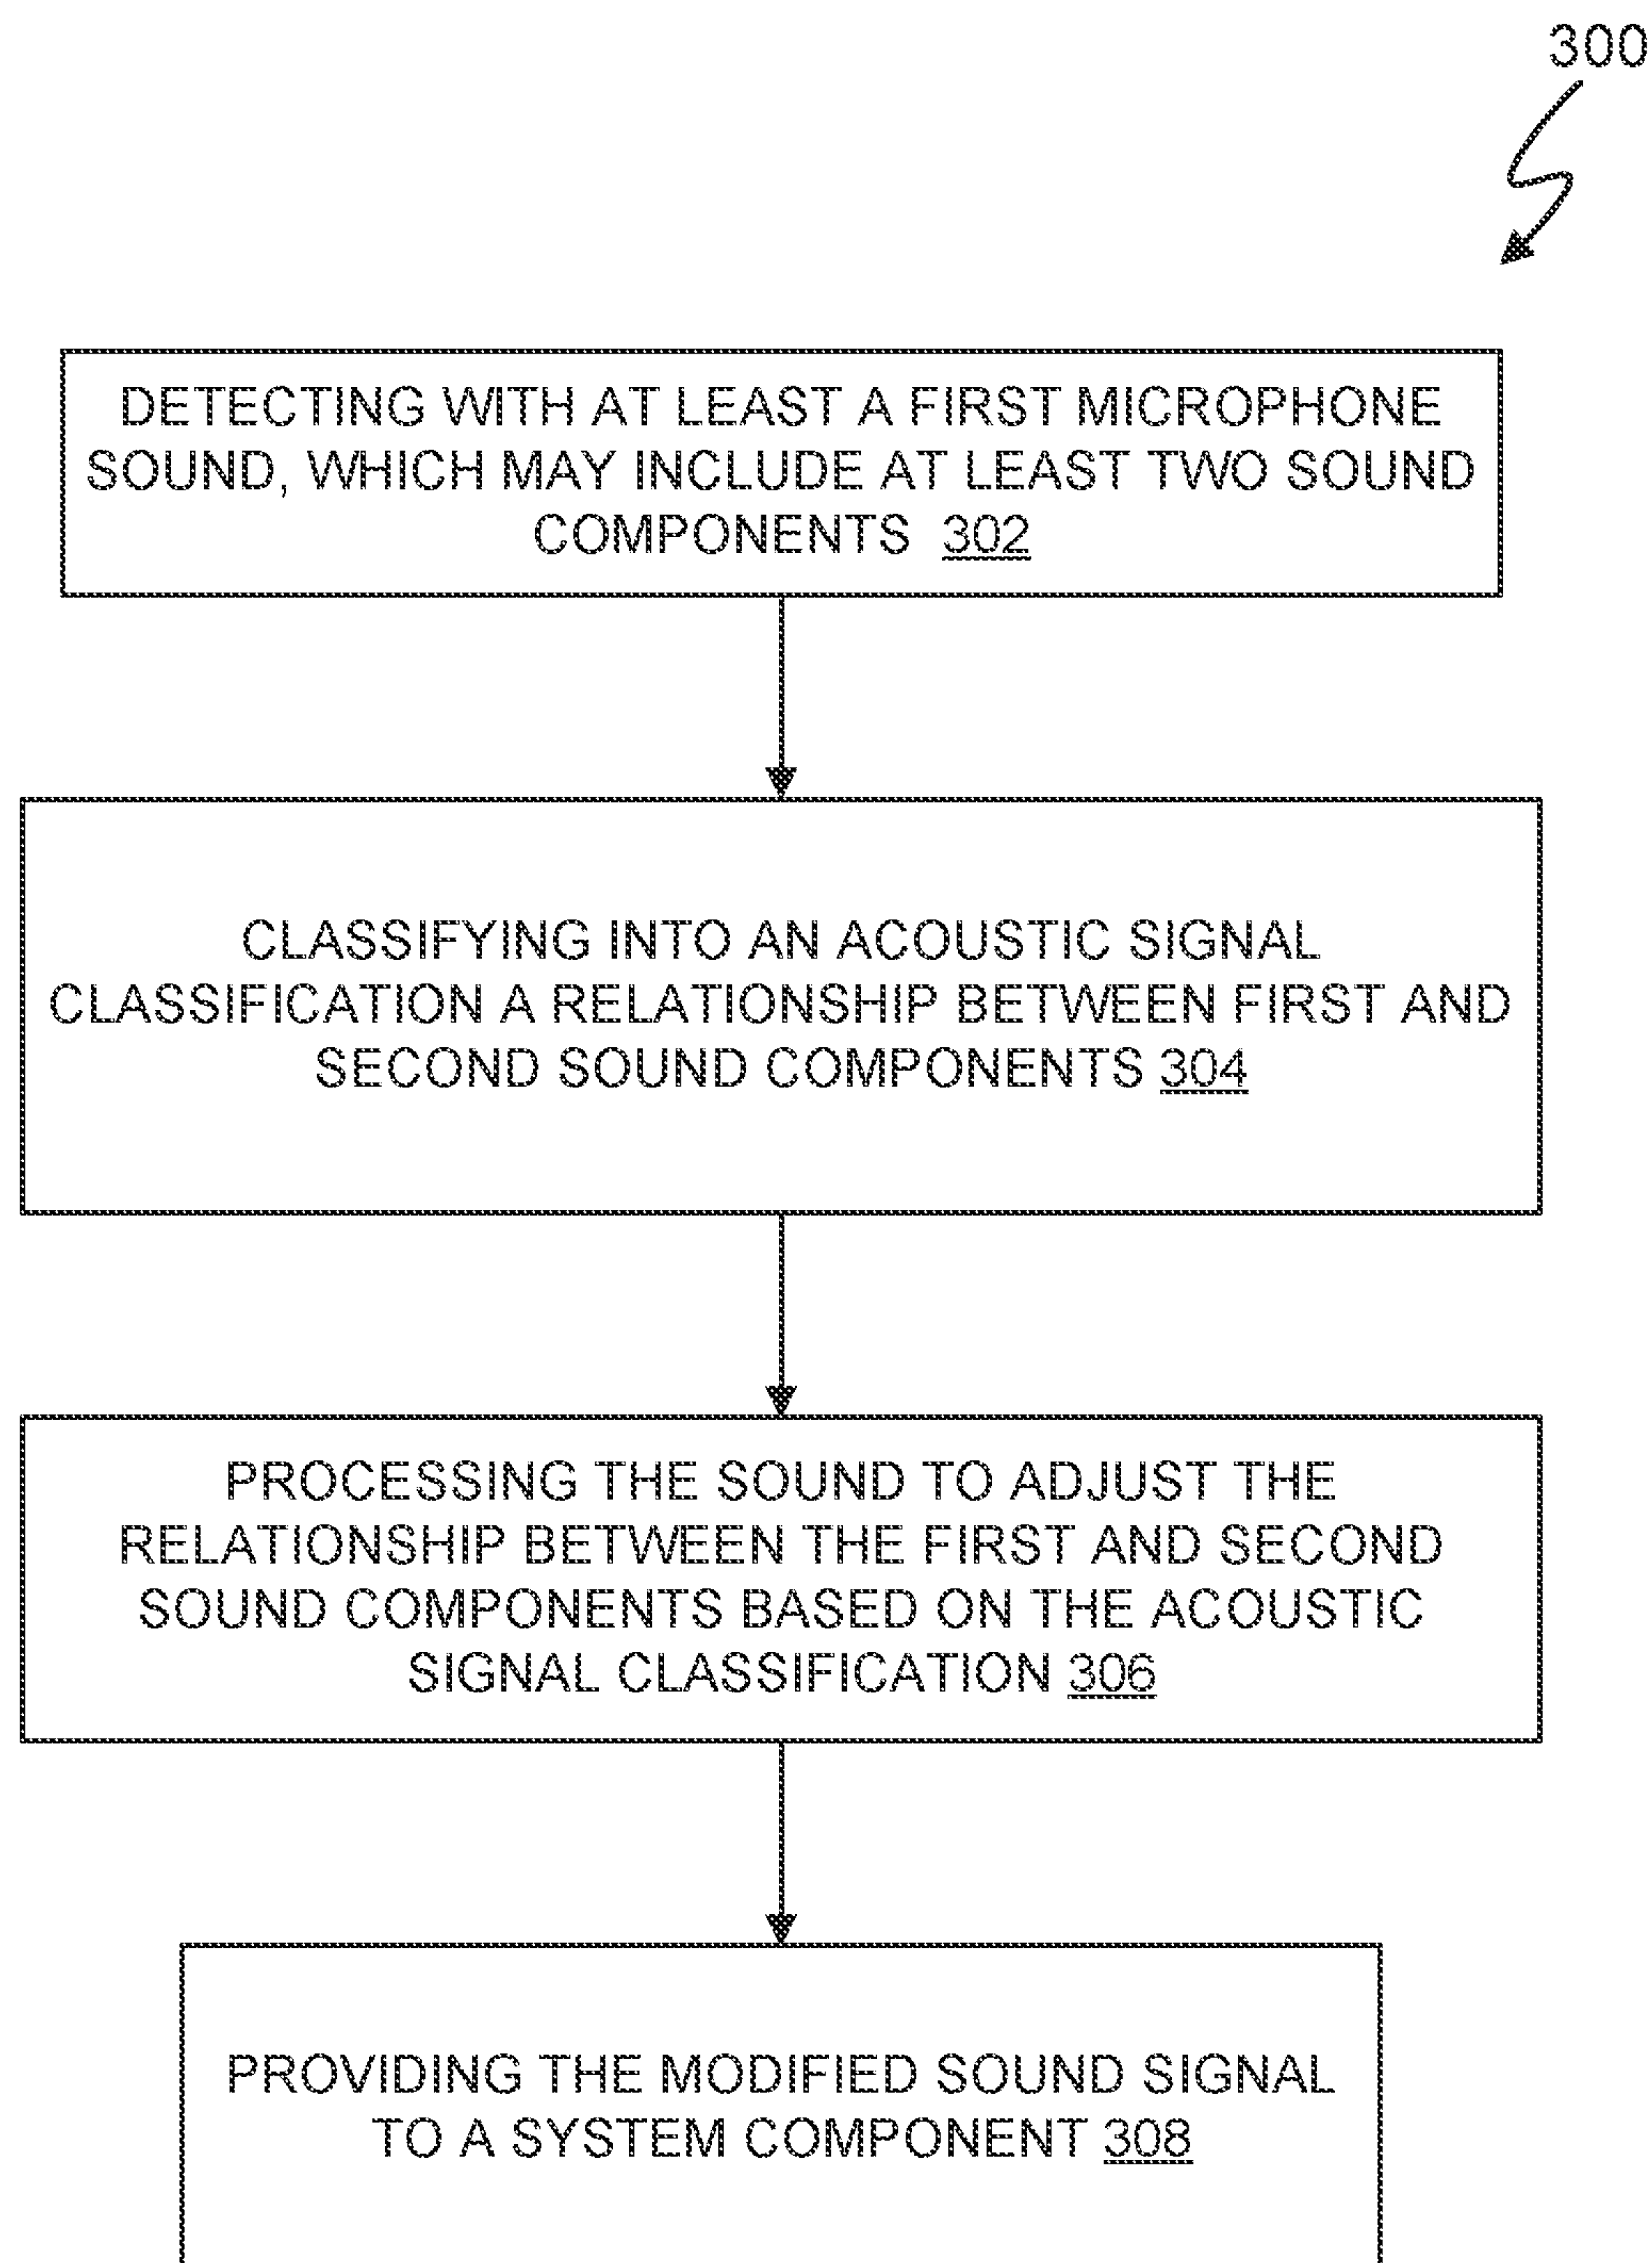 300
DETECTING WITH AT LEAST A FIRST MICROPHONE
SOUND, WHICH MAY INCLUDE AT LEAST TWO SOUND
COMPONENTS 302
CLASSIFYING INTO AN ACOUSTIC SIGNAL
CLASSIFICATION A RELATIONSHIP BETWEEN FIRST AND
SECOND SOUND COMPONENTS 304
PROCESSING THE SOUND TO ADJUST THE
RELATIONSHIP BETWEEN THE FIRST AND SECOND
SOUND COMPONENTS BASED ON THE ACOUSTIC
SIGNAL CLASSIFICATION 306
PROVIDING THE MODIFIED SOUND SIGNAL
TO A SYSTEM COMPONENT 308